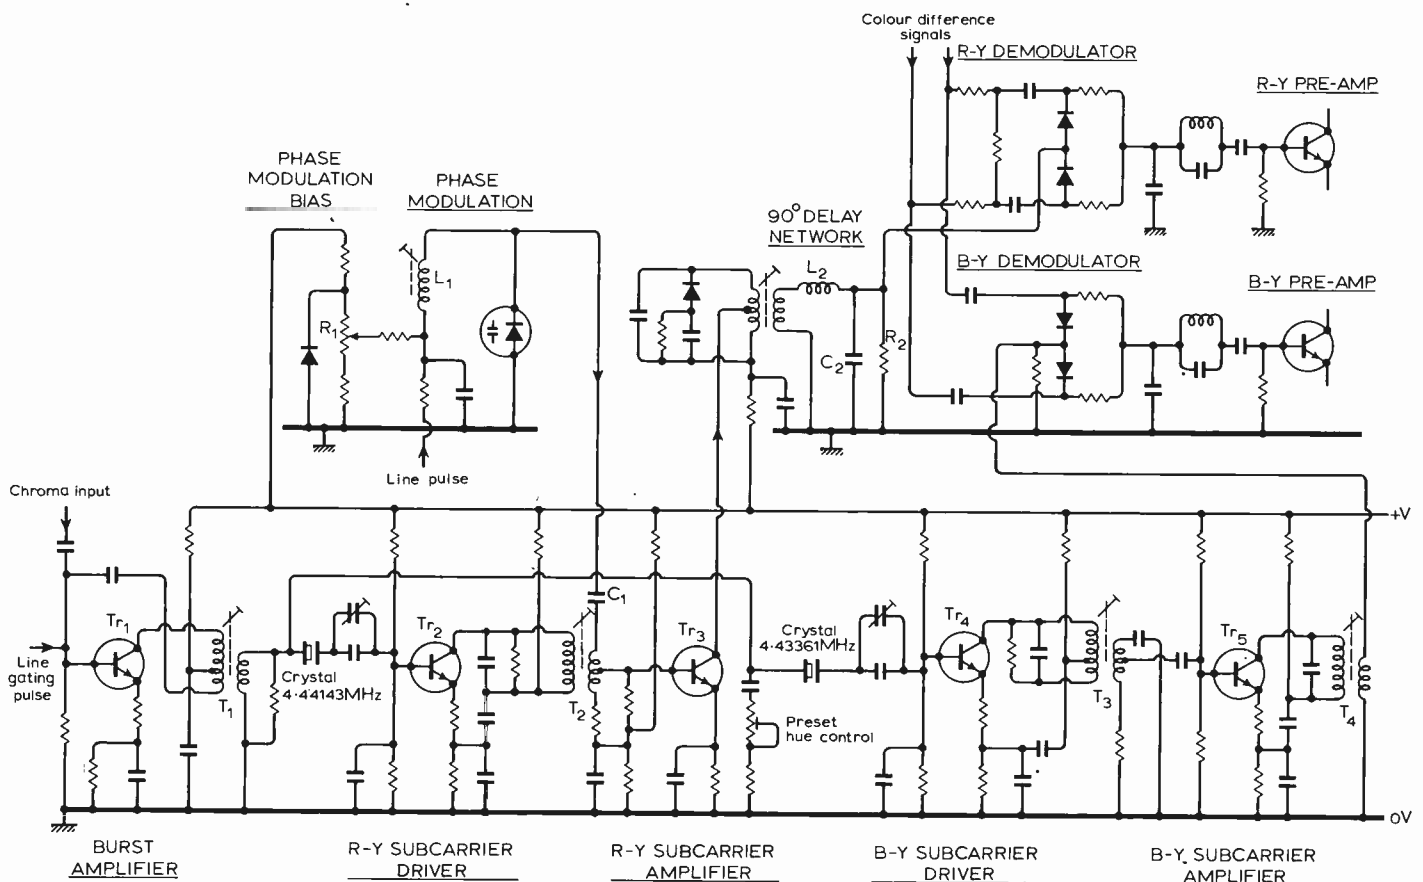 Colour difference
signals
R-Y DEMODULATOR
R-Y PRE-AMP
PHASE
MODULATION
BIAS
PHASE
MODULATION
90° DELAY
NETWORK
L1
L2
B-Y DEMODULATOR
B-Y PRE-AMP
R1
R2
C2
Line pulse
Chroma input
+V
C1
Tr1
Tr2
Tr3
Tr4
Tr5
Crystal
4·43361MHz
Line
gating
pulse
Crystal
4·44143MHz
T1
T2
T3
T4
Preset
hue control
0V
BURST
AMPLIFIER
R-Y SUBCARRIER
DRIVER
R-Y SUBCARRIER
AMPLIFIER
B-Y SUBCARRIER
DRIVER
B-Y SUBCARRIER
AMPLIFIER